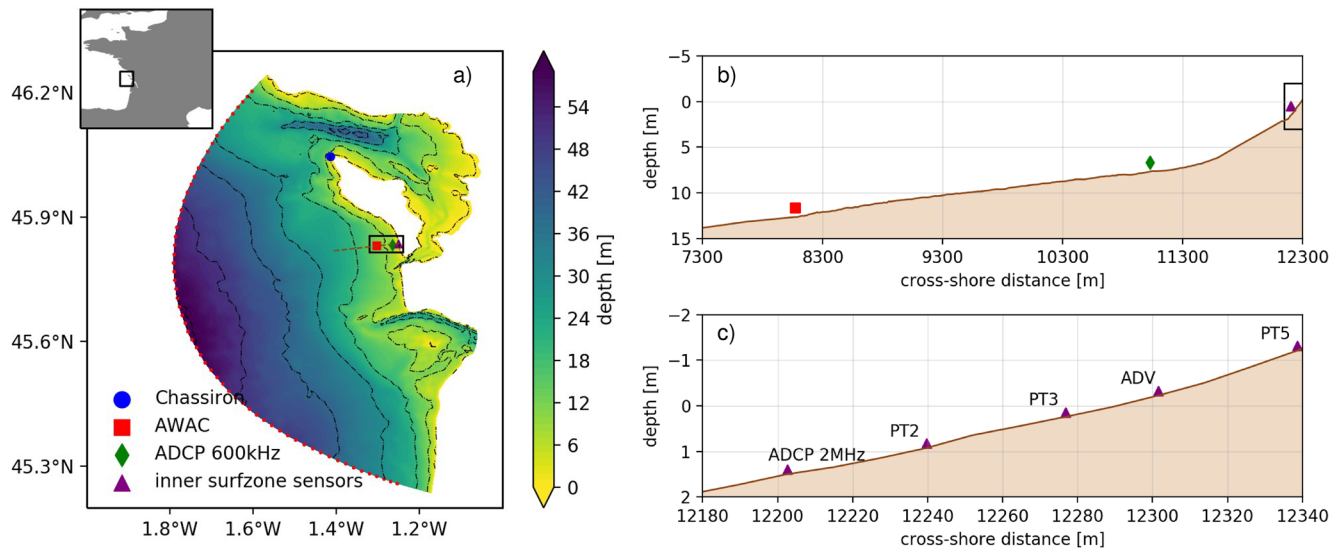 a)
46.2°N
45.9°N
45.6°N
45.3°N
1.8°W 1.6°W 1.4°W 1.2°W
Chassiron
AWAC
ADCP 600kHz
inner surfzone sensors
54
48
42
36
30
24
18
12
6
0
depth [m]
b)
−5
0
5
10
15
depth [m]
7300 8300 9300 10300 11300 12300
cross-shore distance [m]
c)
−2
−1
0
1
2
depth [m]
PT5
ADV
PT3
PT2
ADCP 2MHz
12180 12200 12220 12240 12260 12280 12300 12320 12340
cross-shore distance [m]